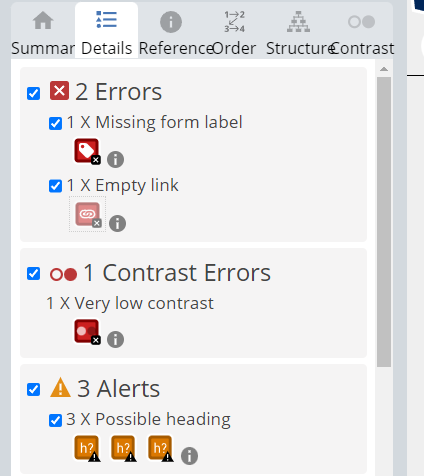 Summar Details Reference Order Structure Contrast
2 Errors
1 X Missing form label
1 X Empty link
1 Contrast Errors
1 X Very low contrast
3 Alerts
3 X Possible heading
h? h? h?